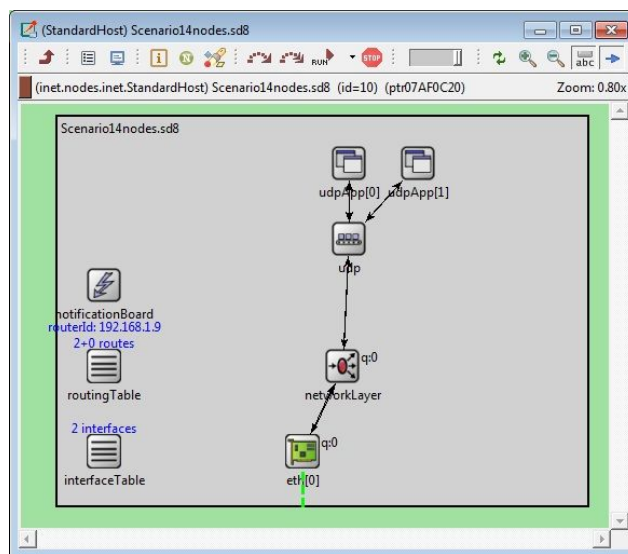 (StandardHost) Scenario14nodes.sd8
RUN
STOP
abc
(inet.nodes.inet.StandardHost) Scenario14nodes.sd8 (id=10) (ptr07AF0C20)
Zoom: 0.80x
Scenario14nodes.sd8
udpApp[0]
udpApp[1]
udp
notificationBoard
routerId: 192.168.1.9
2+0 routes
q:0
routingTable
networkLayer
2 interfaces
q:0
interfaceTable
eth[0]